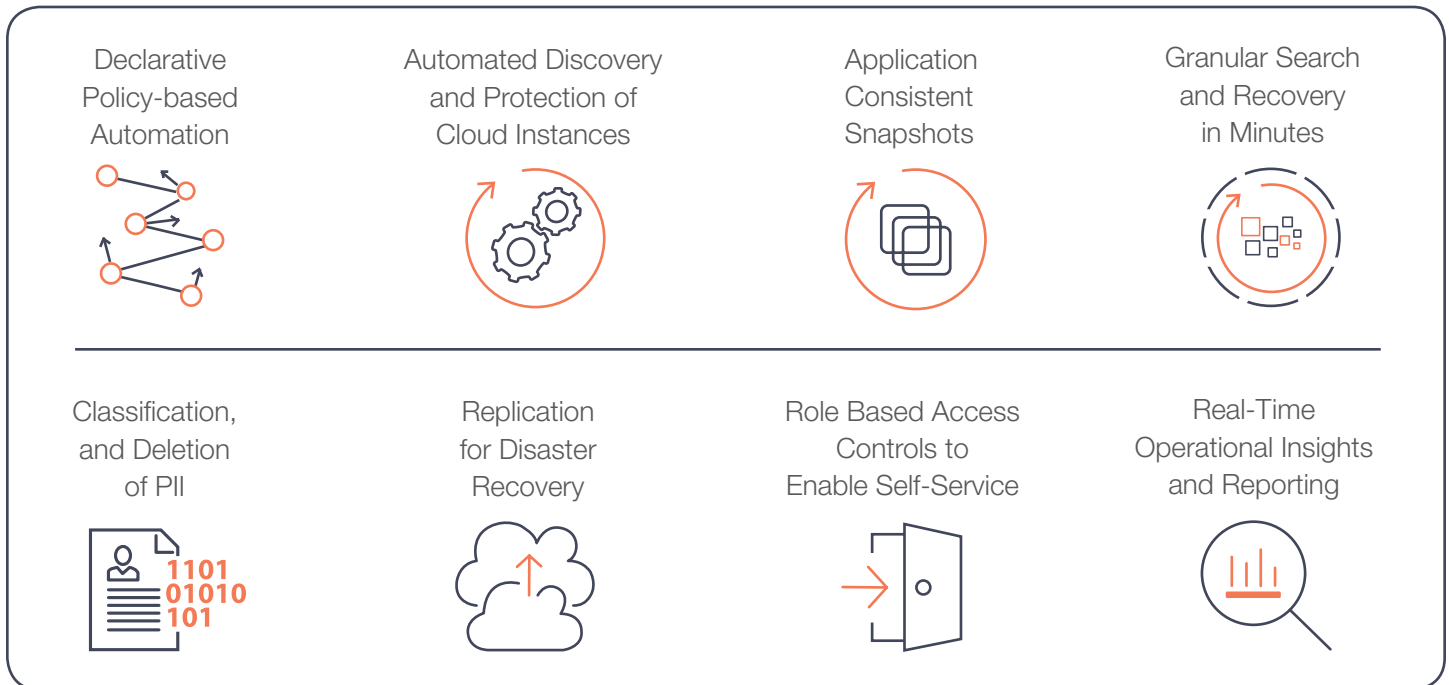 Declarative
Policy-based
Automation
Automated Discovery
and Protection of
Cloud Instances
Application
Consistent
Snapshots
Granular Search
and Recovery
in Minutes
Classification,
and Deletion
of PII
1101
01010
101
Replication
for Disaster
Recovery
Role Based Access
Controls to
Enable Self-Service
Real-Time
Operational Insights
and Reporting